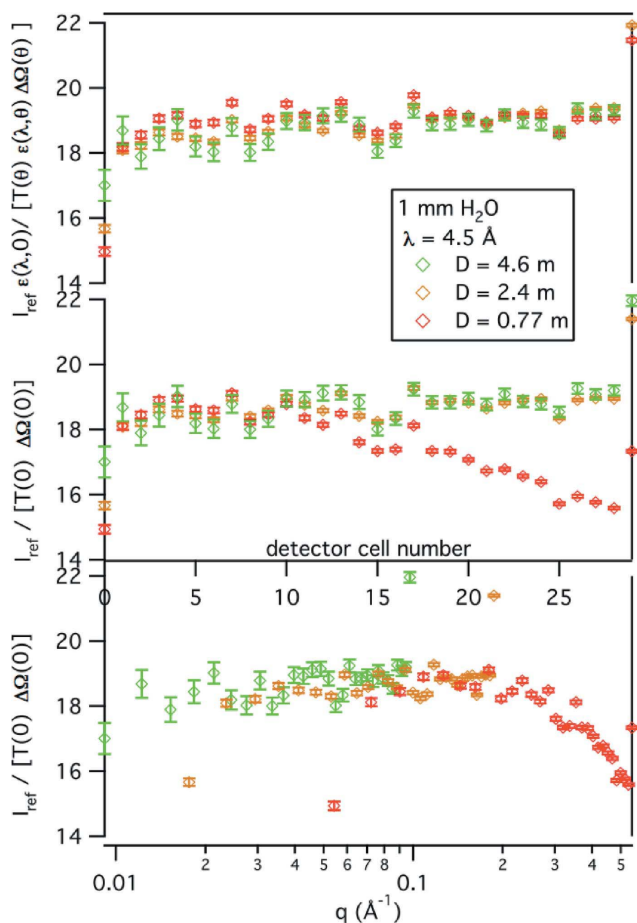 22
20
18
16
14
I_ref ε(λ,0)/ [T(θ) ε(λ,θ) ΔΩ(θ)]
1 mm H₂O
λ = 4.5 Å
D = 4.6 m
D = 2.4 m
D = 0.77 m
22
20
18
16
14
I_ref / [T(0) ΔΩ(0)]
detector cell number
0 5 10 15 20 25
22
20
18
16
14
I_ref / [T(0) ΔΩ(0)]
0.01 2 3 4 5 6 7 8 0.1 2 3 4 5
q (Å⁻¹)